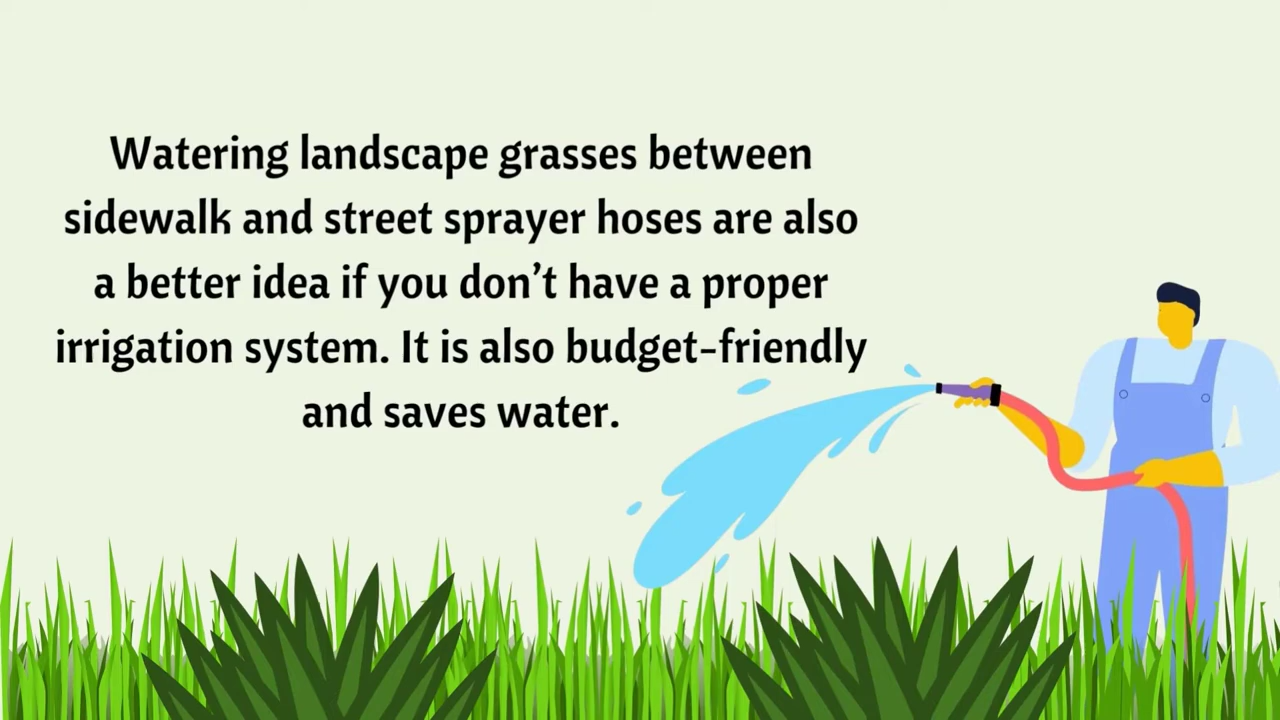 Watering landscape grasses between
sidewalk and street sprayer hoses are also
a better idea if you don’t have a proper
irrigation system. It is also budget-friendly
and saves water.